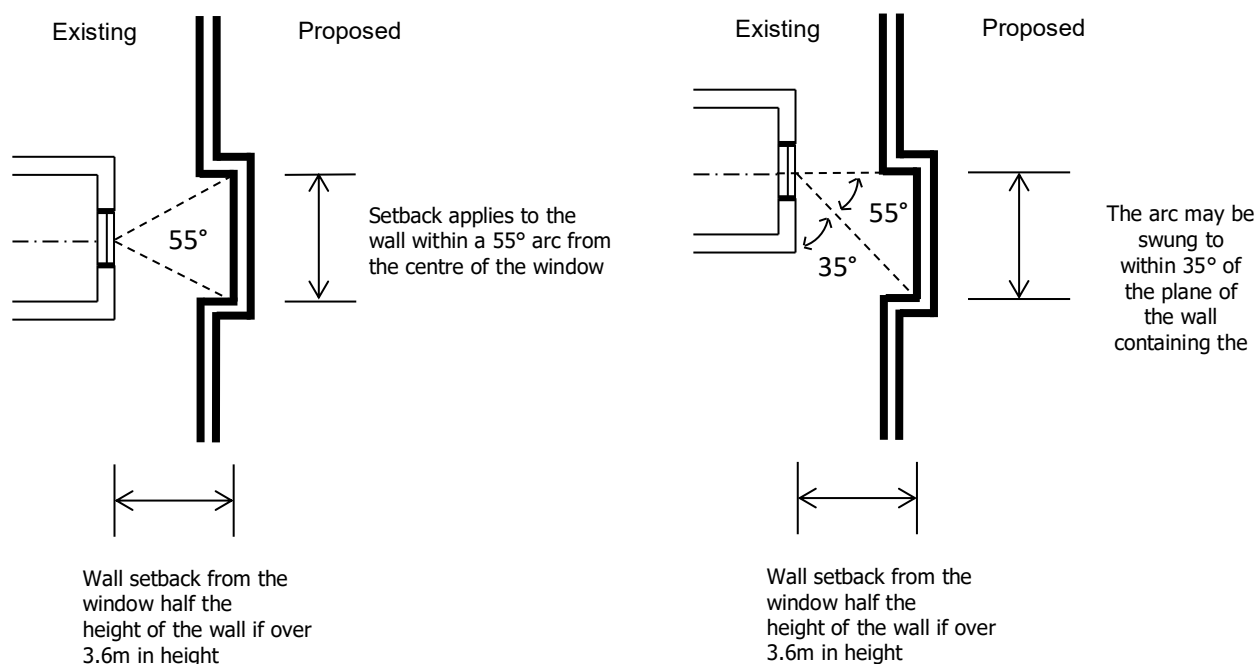 Existing
Proposed
55°
Setback applies to the
wall within a 55° arc from
the centre of the window
Wall setback from the
window half the
height of the wall if over
3.6m in height
Existing
Proposed
55°
35°
The arc may be
swung to
within 35° of
the plane of
the wall
containing the
Wall setback from the
window half the
height of the wall if over
3.6m in height